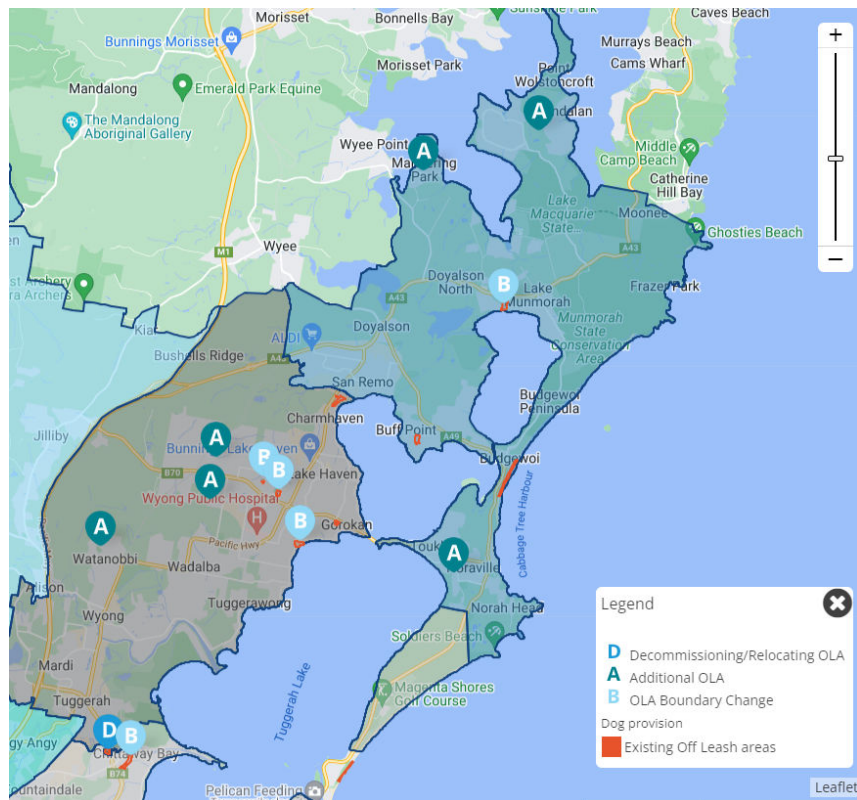 Morisset
Bonnells Bay
Sunshine Park
Caves Beach
Bunnings Morisset
Murrays Beach
Cams Wharf
Morisset Park
Point
Wolstoncroft
Mandalong
Emerald Park Equine
A
The Mandalong
Aboriginal Gallery
Wyee Point
A
Park
Middle
Camp Beach
Catherine
Hill Bay
Lake
Macquarie
State...
Moonee
Ghosties Beach
M1
Wyee
A43
Doyalson
North
B
Lake
Munmorah
Frazer Park
A43
Doyalson
Munmorah
State
Conservation
Area
ALDI
Bushells Ridge
San Remo
Budgewoi
Peninsula
Charmhaven
Jilliby
A
Buff Point
A49
B
B
Lake Haven
Budgewoi
B70
A
Wyong Public Hospital
H
B
Gorokan
Cabbage Tree Harbour
Pacific Hwy
A
Watanobbi
Wadalba
A
Alison
Tuggerawong
Wyong
Norah Head
Soldiers Beach
Mardi
Tuggerah
Tuggerah Lake
Magenta Shores
Golf Course
D
B
B74
Pelican Feeding
+
−
Legend
D Decommissioning/Relocating OLA
A Additional OLA
B OLA Boundary Change
Dog provision
Existing Off Leash areas
Leaflet